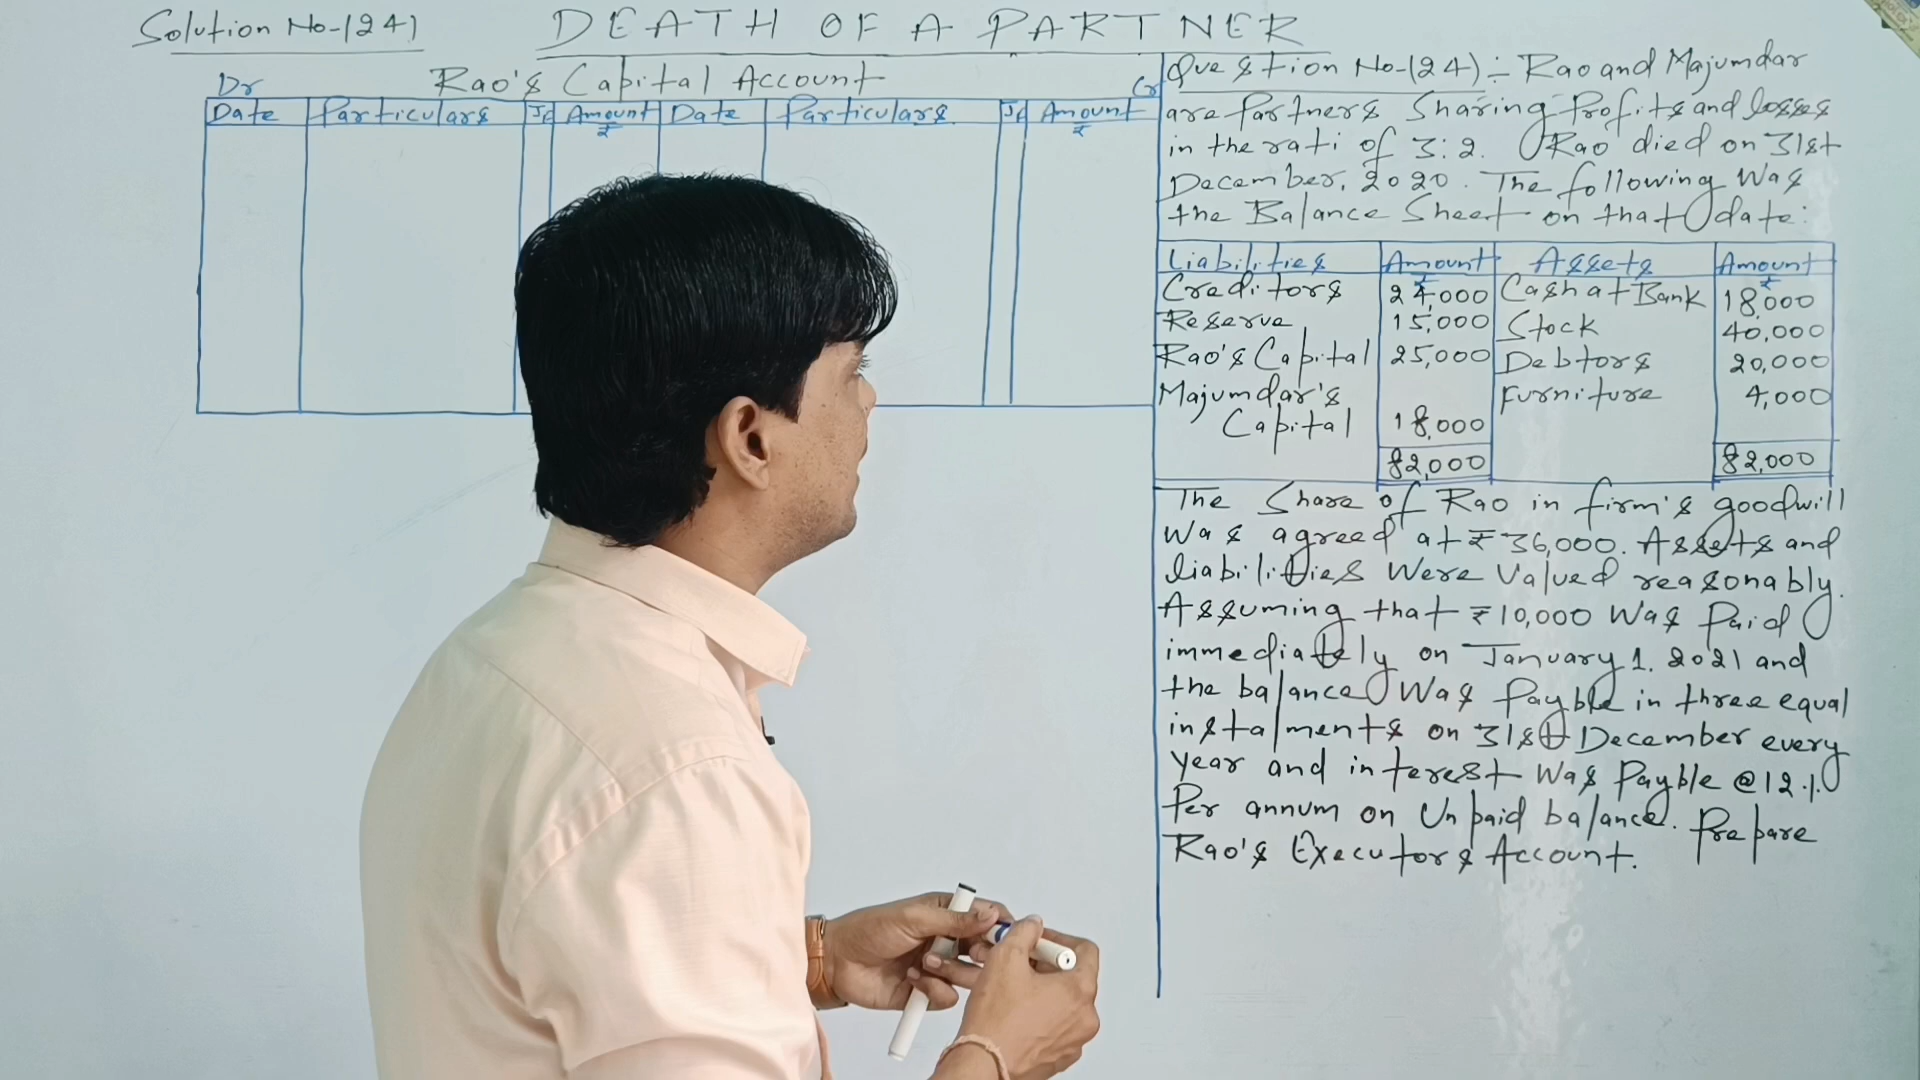 Solution No-(24)
DEATH OF A PARTNER
Dr Rao's Capital Account Cr
Date Particulars J.F Amount ₹ Date Particulars J.F Amount ₹
Question No-(24):- Rao and Majumdar
are Partners Sharing Profits and losses
in the rati of 3:2. Rao died on 31st
December, 2020. The following Was
the Balance Sheet on that date:
Liabilities Amount ₹ Assets Amount ₹
Creditors 24,000 Cash at Bank 18,000
Reserve 15,000 Stock 40,000
Rao's Capital 25,000 Debtors 20,000
Majumdar's Furniture 4,000
Capital 18,000
82,000 82,000
The Share of Rao in firm's goodwill
Was agreed at ₹36,000. Assets and
liabilities Were Valued reasonably.
Assuming that ₹10,000 Was Paid
immediately on January 1. 2021 and
the balance Was Payble in three equal
instalments on 31st December every
year and interest Was Payble @12%
Per annum on Unpaid balance. Prepare
Rao's Executors Account.